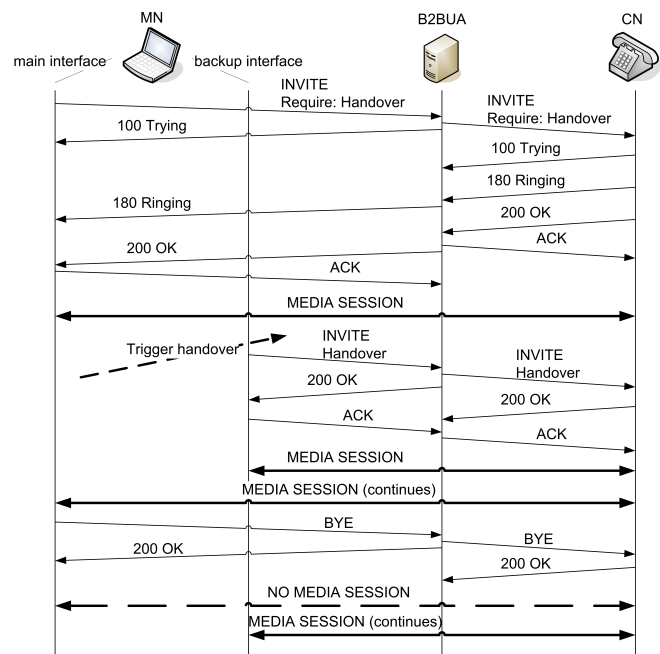 MN
B2BUA
CN
main interface
backup interface
INVITE
Require: Handover
INVITE
Require: Handover
100 Trying
100 Trying
180 Ringing
180 Ringing
200 OK
ACK
200 OK
ACK
MEDIA SESSION
Trigger handover
INVITE
Handover
INVITE
Handover
200 OK
200 OK
ACK
ACK
MEDIA SESSION
MEDIA SESSION (continues)
BYE
BYE
200 OK
200 OK
NO MEDIA SESSION
MEDIA SESSION (continues)